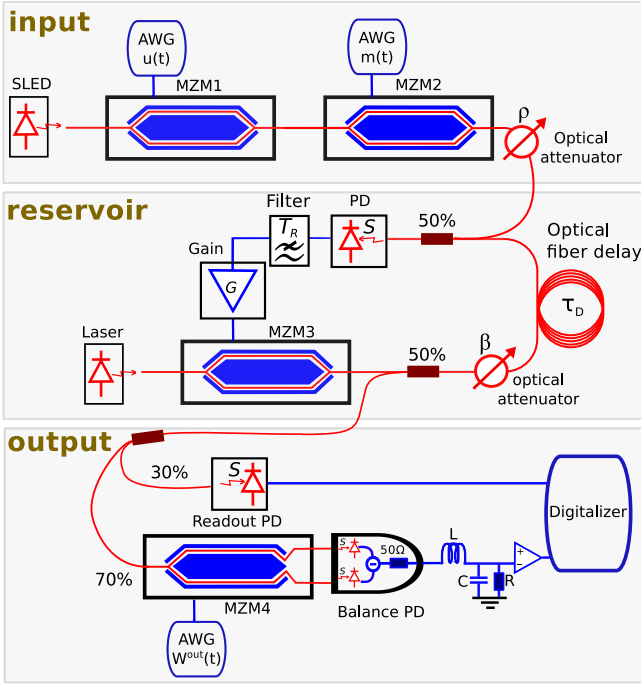 input
AWG
u(t)
AWG
m(t)
SLED
MZM1
MZM2
ρ
Optical
attenuator
reservoir
Filter
PD
T_R
S
50%
Optical
fiber delay
Gain
G
τ_D
Laser
MZM3
50%
β
optical
attenuator
output
30%
S
Readout PD
Digitalizer
70%
S
S
50Ω
L
C
R
+
−
MZM4
Balance PD
AWG
W^out(t)